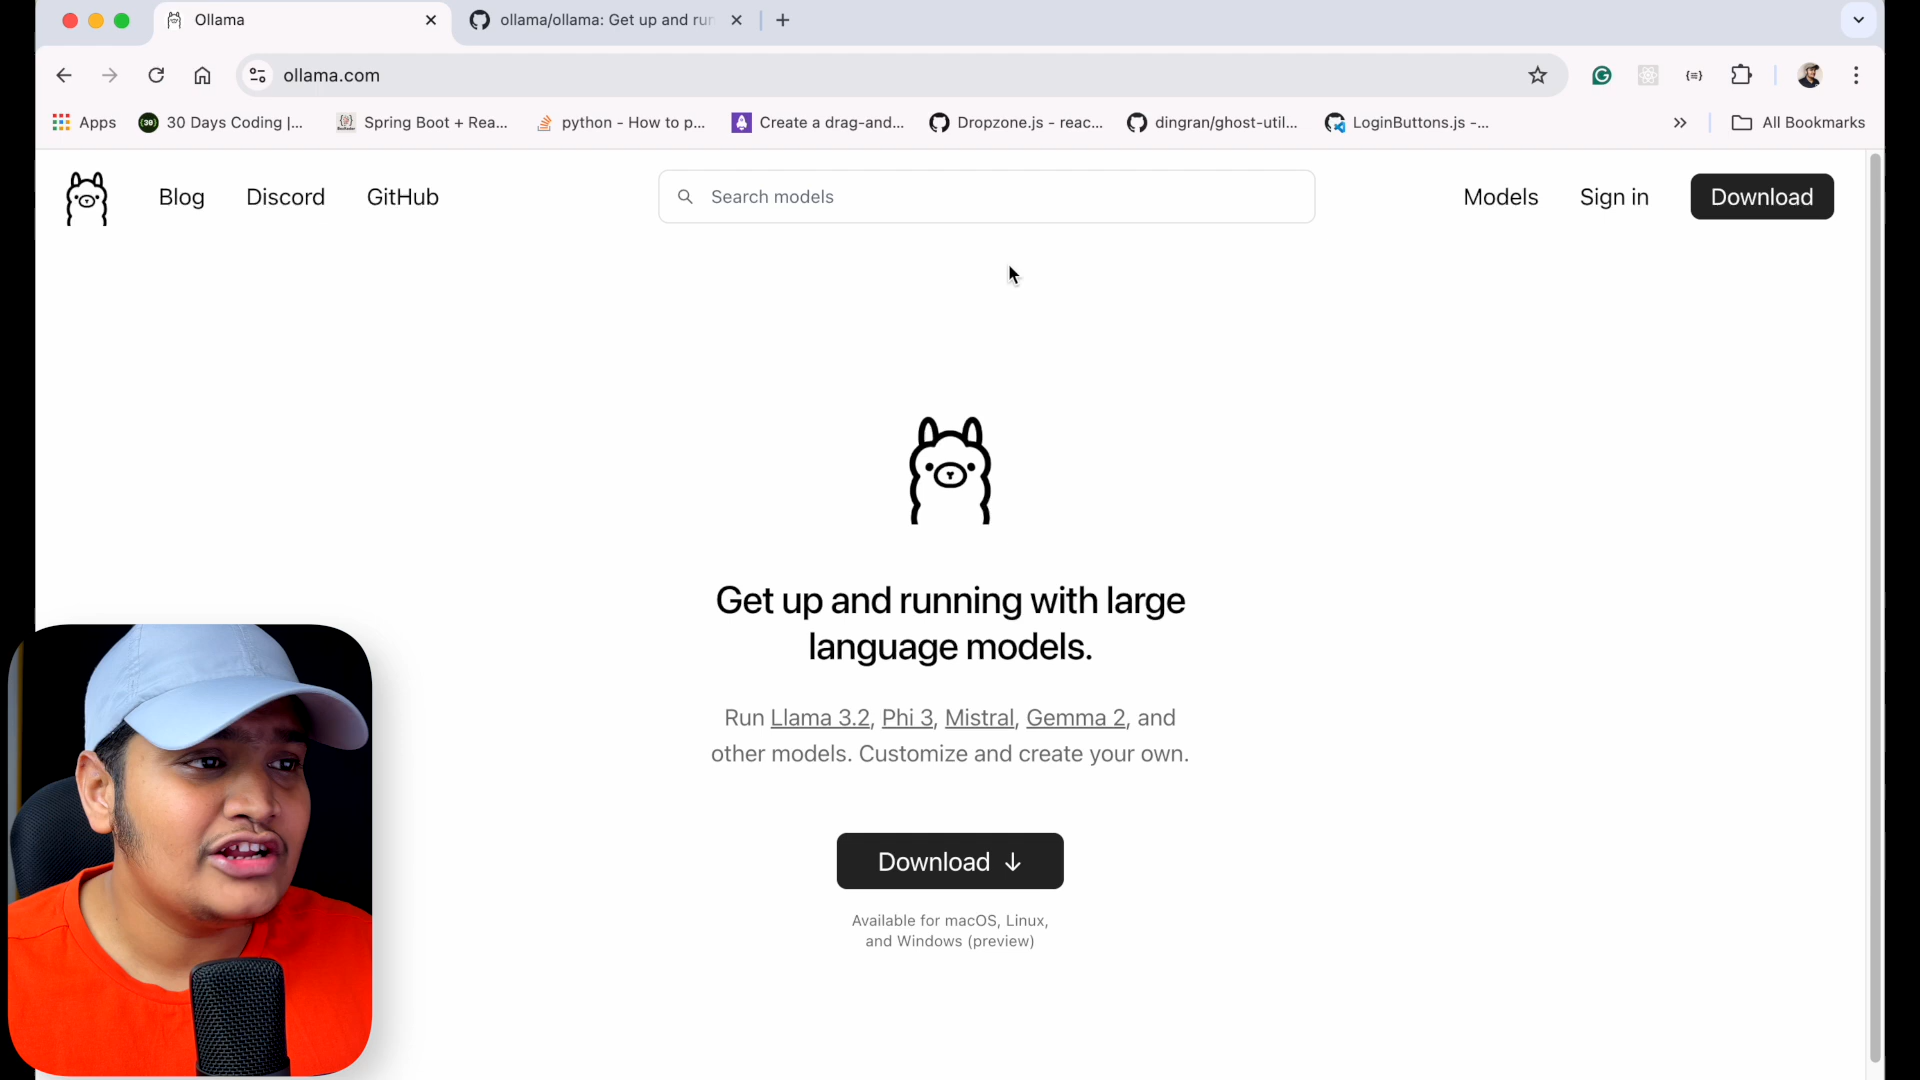 Ollama
ollama/ollama: Get up and run
ollama.com
Apps
30 Days Coding |...
Spring Boot + Rea...
python - How to p...
Create a drag-and...
Dropzone.js - reac...
dingran/ghost-util...
LoginButtons.js -...
All Bookmarks
Blog
Discord
GitHub
Search models
Models
Sign in
Download
Get up and running with large
language models.
Run Llama 3.2, Phi 3, Mistral, Gemma 2, and
other models. Customize and create your own.
Download ↓
Available for macOS, Linux,
and Windows (preview)